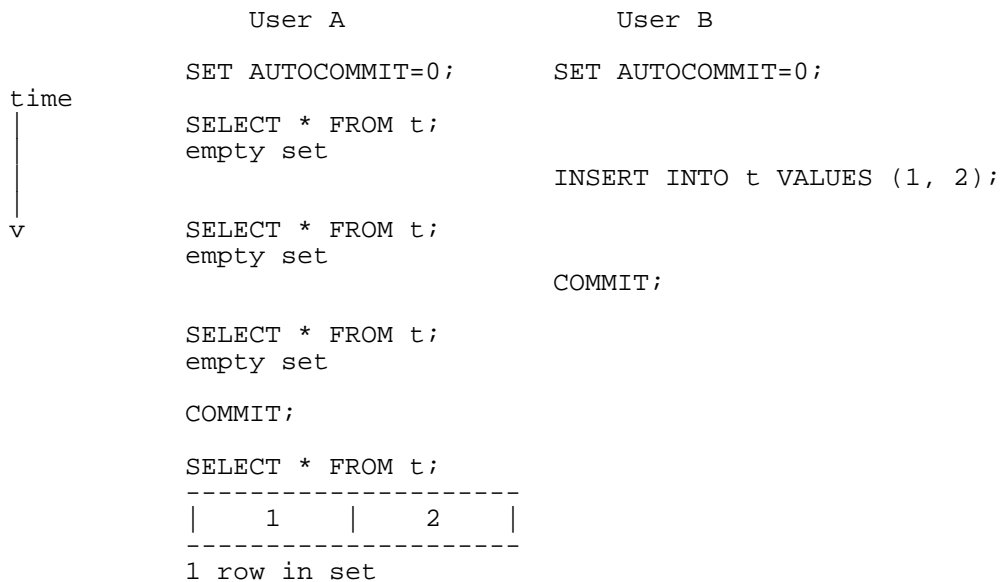 User A User B
SET AUTOCOMMIT=0; SET AUTOCOMMIT=0;
time
| SELECT * FROM t;
| empty set
| INSERT INTO t VALUES (1, 2);
|
v SELECT * FROM t;
empty set
COMMIT;
SELECT * FROM t;
empty set
COMMIT;
SELECT * FROM t;
---------------------
| 1 | 2 |
---------------------
1 row in set